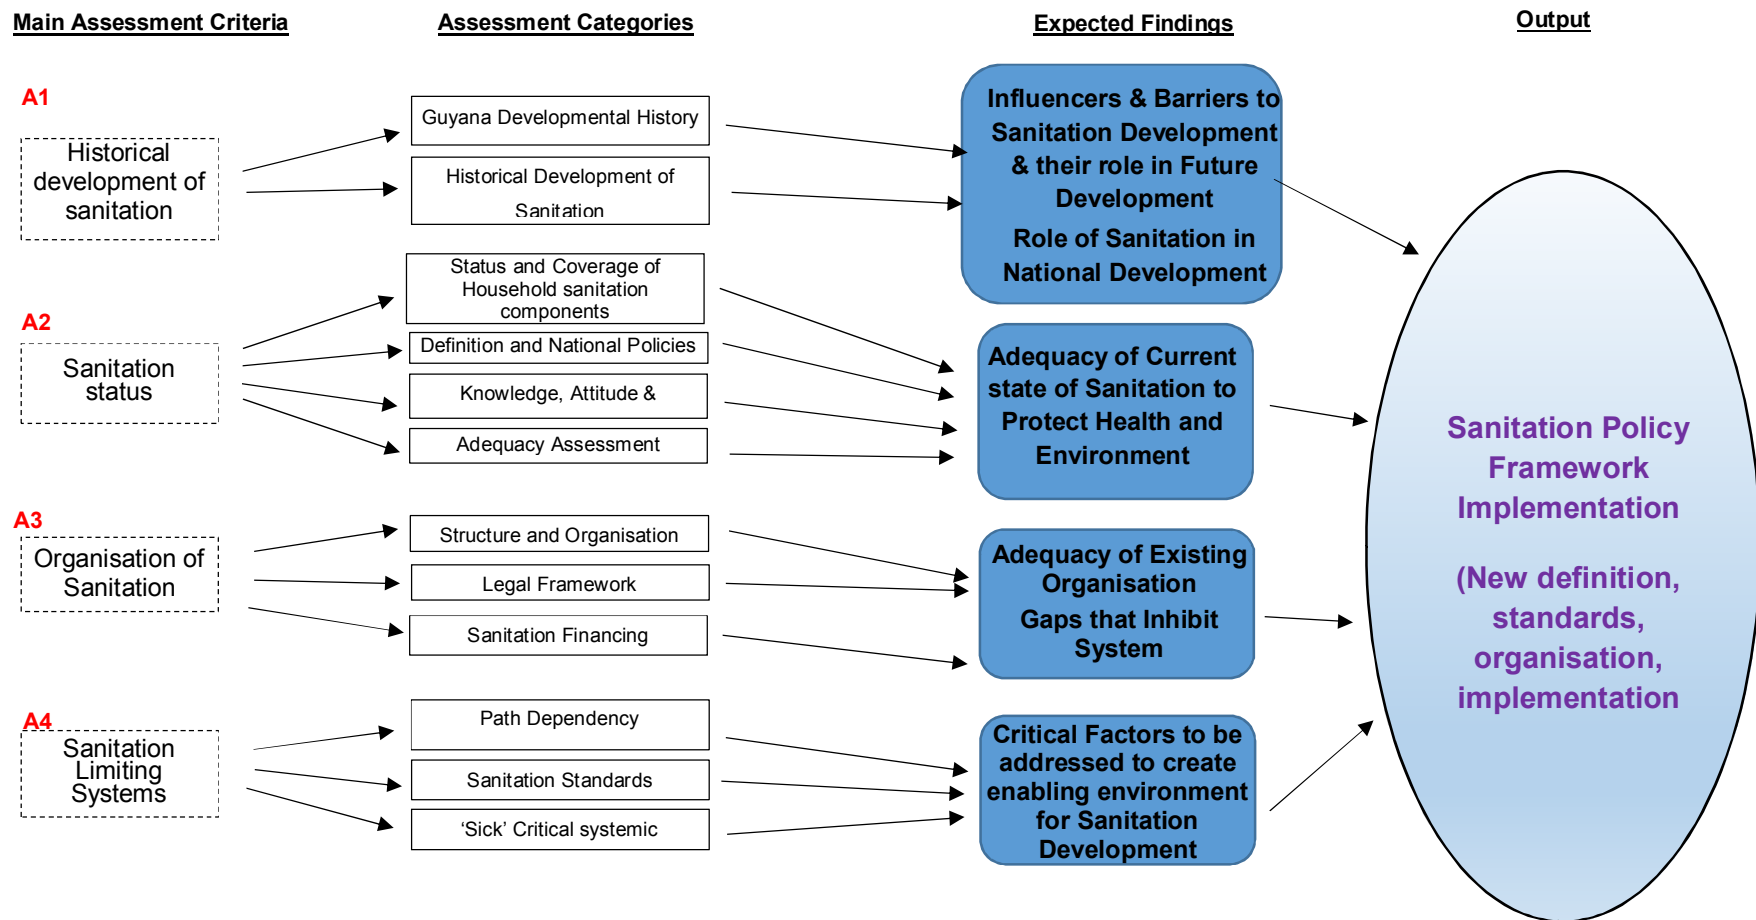 Main Assessment Criteria
Assessment Categories
Expected Findings
Output
A1
Historical
development of
sanitation
Guyana Developmental History
Historical Development of
Sanitation
Influencers & Barriers to
Sanitation Development
& their role in Future
Development
Role of Sanitation in
National Development
A2
Sanitation
status
Status and Coverage of
Household sanitation
components
Definition and National Policies
Knowledge, Attitude &
Adequacy Assessment
Adequacy of Current
state of Sanitation to
Protect Health and
Environment
A3
Organisation of
Sanitation
Structure and Organisation
Legal Framework
Sanitation Financing
Adequacy of Existing
Organisation
Gaps that Inhibit
System
A4
Sanitation
Limiting
Systems
Path Dependency
Sanitation Standards
‘Sick’ Critical systemic
Critical Factors to be
addressed to create
enabling environment
for Sanitation
Development
Sanitation Policy
Framework
Implementation
(New definition,
standards,
organisation,
implementation